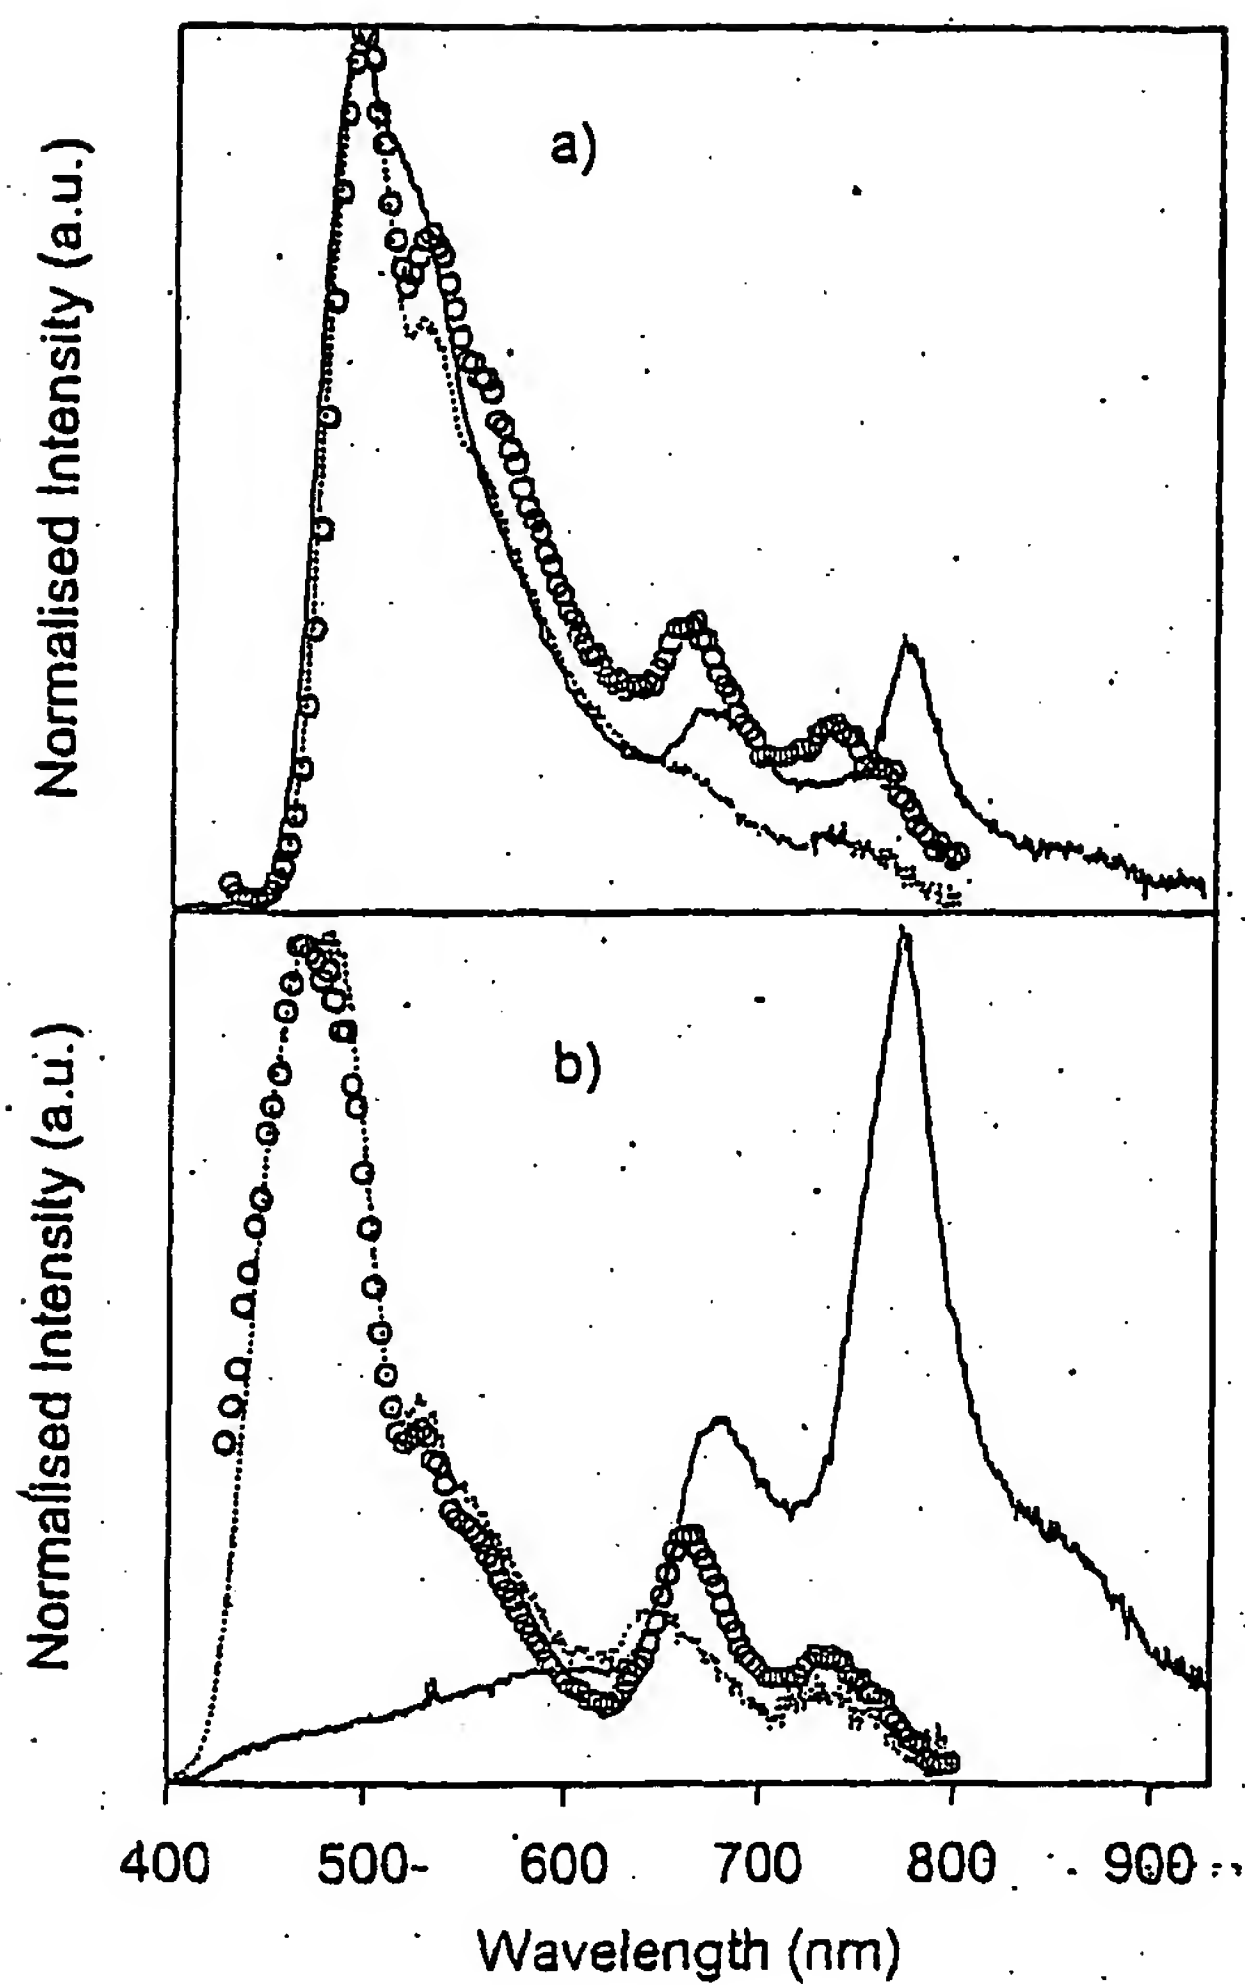 a)
Normalised Intensity (a.u.)
b)
Normalised Intensity (a.u.)
400 500 600 700 800 900
Wavelength (nm)